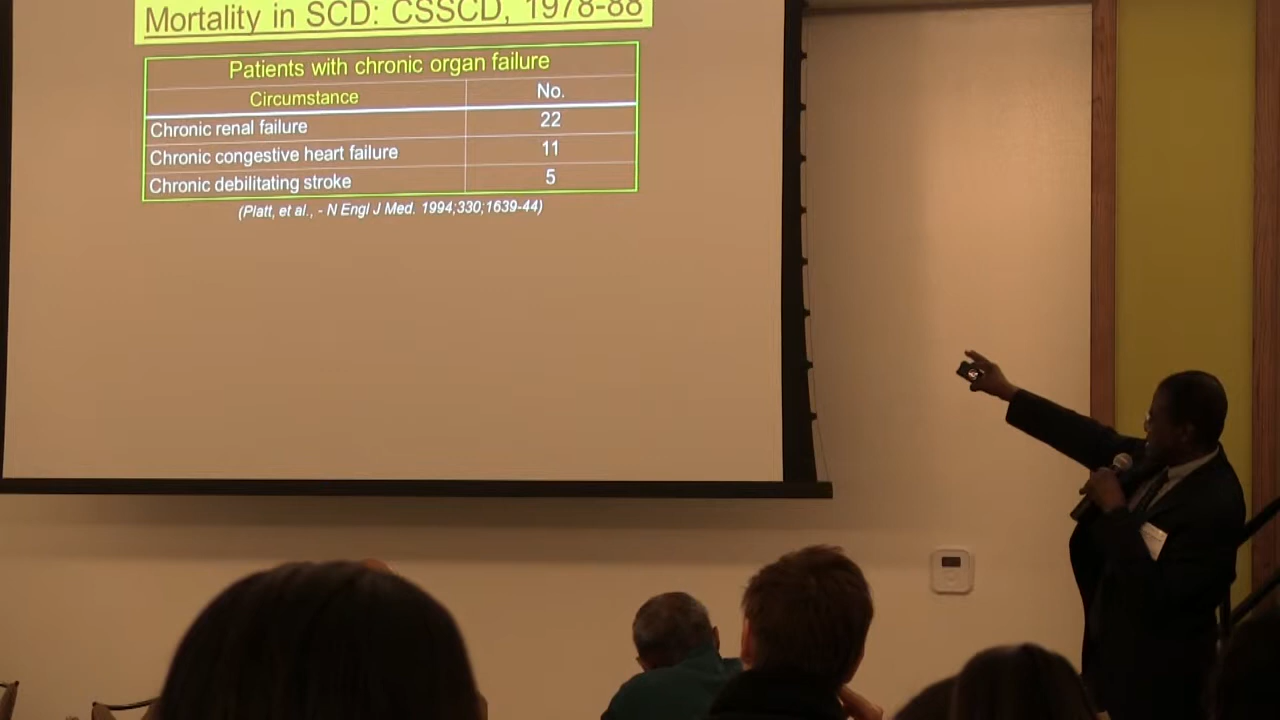 Mortality in SCD: CSSCD, 1978-88
Patients with chronic organ failure
Circumstance No.
Chronic renal failure 22
Chronic congestive heart failure 11
Chronic debilitating stroke 5
(Platt, et al., - N Engl J Med. 1994;330;1639-44)